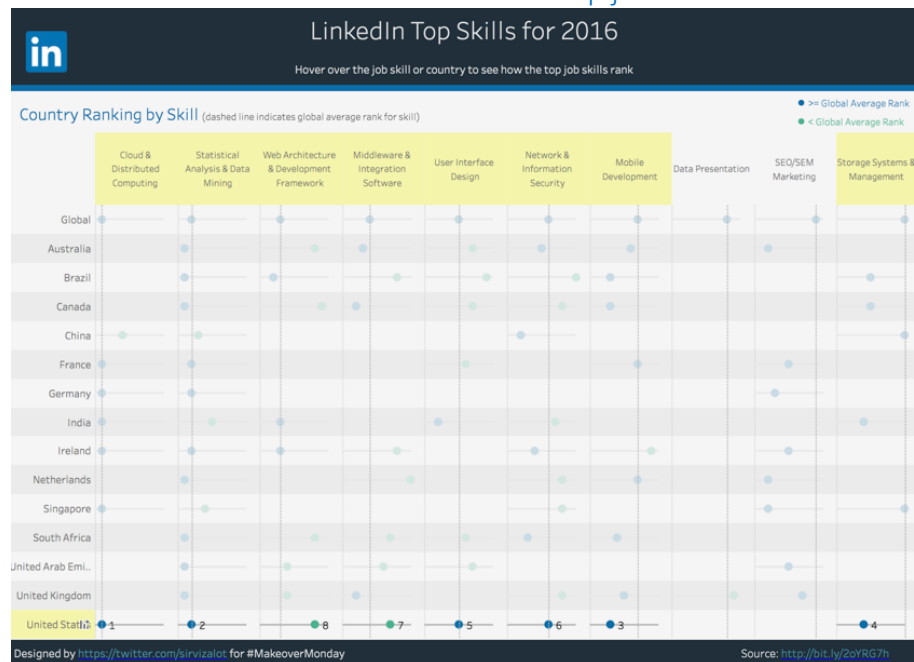 in
LinkedIn Top Skills for 2016
Hover over the job skill or country to see how the top job skills rank
Country Ranking by Skill (dashed line indicates global average rank for skill)
>= Global Average Rank
< Global Average Rank
Cloud &
Distributed
Computing
Statistical
Analysis & Data
Mining
Web Architecture
& Development
Framework
Middleware &
Integration
Software
User Interface
Design
Network &
Information
Security
Mobile
Development
Data Presentation
SEO/SEM
Marketing
Storage Systems &
Management
Global
Australia
Brazil
Canada
China
France
Germany
India
Ireland
Netherlands
Singapore
South Africa
United Arab Emi..
United Kingdom
United 1 2 8 7 5 6 3 4
Designed by https://twitter.com/sirvizalot for #MakeoverMonday
Source: http://bit.ly/2oYRG7h